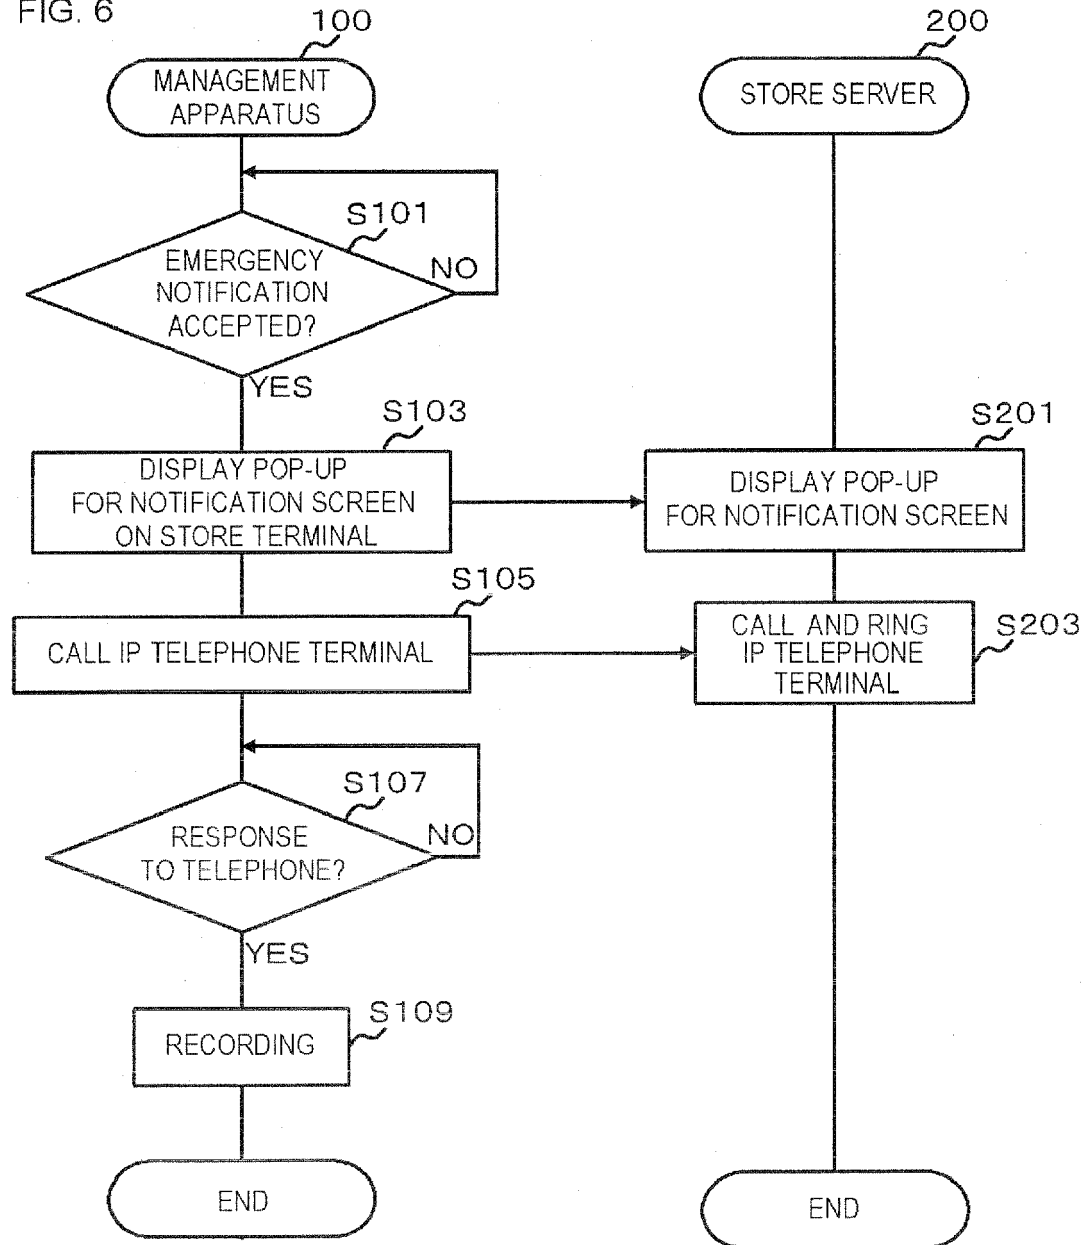 FIG. 6
100
MANAGEMENT
APPARATUS
200
STORE SERVER
S101
EMERGENCY
NOTIFICATION
ACCEPTED?
NO
YES
S103
DISPLAY POP-UP
FOR NOTIFICATION SCREEN
ON STORE TERMINAL
S201
DISPLAY POP-UP
FOR NOTIFICATION SCREEN
S105
CALL IP TELEPHONE TERMINAL
S203
CALL AND RING
IP TELEPHONE
TERMINAL
S107
RESPONSE
TO TELEPHONE?
NO
YES
S109
RECORDING
END
END